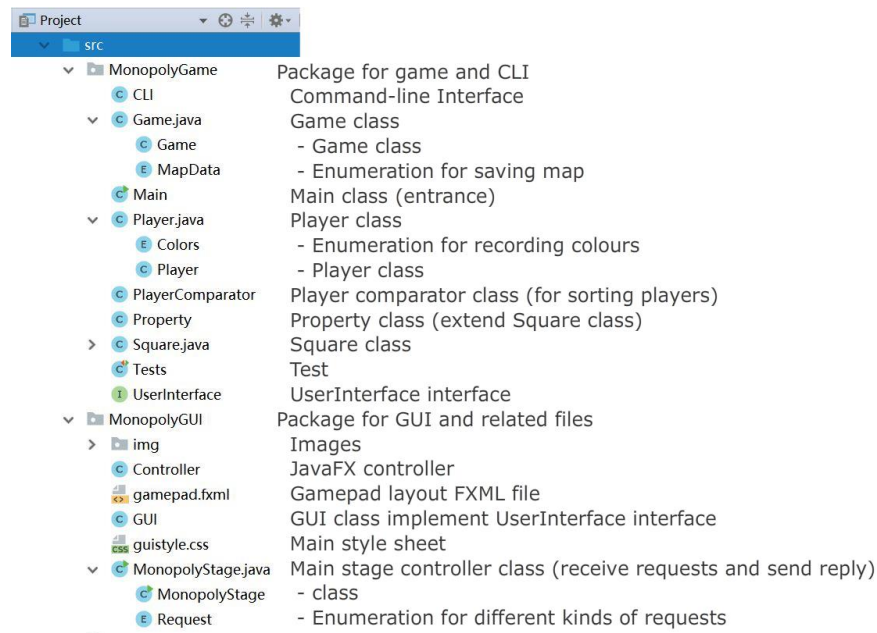 Project
src
MonopolyGame Package for game and CLI
C CLI Command-line Interface
C Game.java Game class
C Game - Game class
E MapData - Enumeration for saving map
C Main Main class (entrance)
C Player.java Player class
E Colors - Enumeration for recording colours
C Player - Player class
C PlayerComparator Player comparator class (for sorting players)
C Property Property class (extend Square class)
C Square.java Square class
C Tests Test
I UserInterface UserInterface interface
MonopolyGUI Package for GUI and related files
img Images
C Controller JavaFX controller
gamepad.fxml Gamepad layout FXML file
C GUI GUI class implement UserInterface interface
CSS guistyle.css Main style sheet
C MonopolyStage.java Main stage controller class (receive requests and send reply)
C MonopolyStage - class
E Request - Enumeration for different kinds of requests